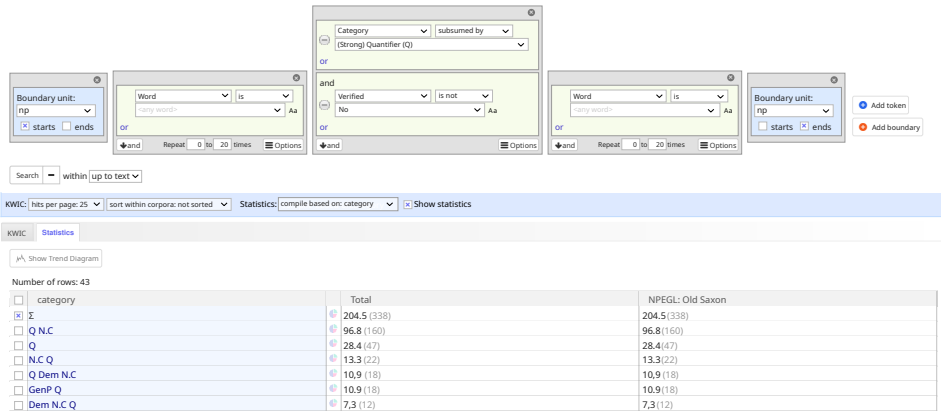 Category subsumed by
(Strong) Quantifier (Q)
or
Boundary unit:
np
starts ends
Word is
<any word> Aa
or
and Repeat 0 to 20 times Options
and
Verified is not
No Aa
or
and Options
Word is
<any word> Aa
or
and Repeat 0 to 20 times Options
Boundary unit:
np
starts ends
Add token
Add boundary
Search within up to text
KWIC: hits per page: 25 sort within corpora: not sorted Statistics: compile based on: category Show statistics
KWIC Statistics
Show Trend Diagram
Number of rows: 43
category Total NPEGL: Old Saxon
Σ 204.5 (338) 204.5(338)
Q N.C 96.8 (160) 96.8(160)
Q 28.4 (47) 28.4(47)
N.C Q 13.3 (22) 13.3(22)
Q Dem N.C 10,9 (18) 10,9 (18)
GenP Q 10.9 (18) 10.9(18)
Dem N.C Q 7,3 (12) 7,3 (12)